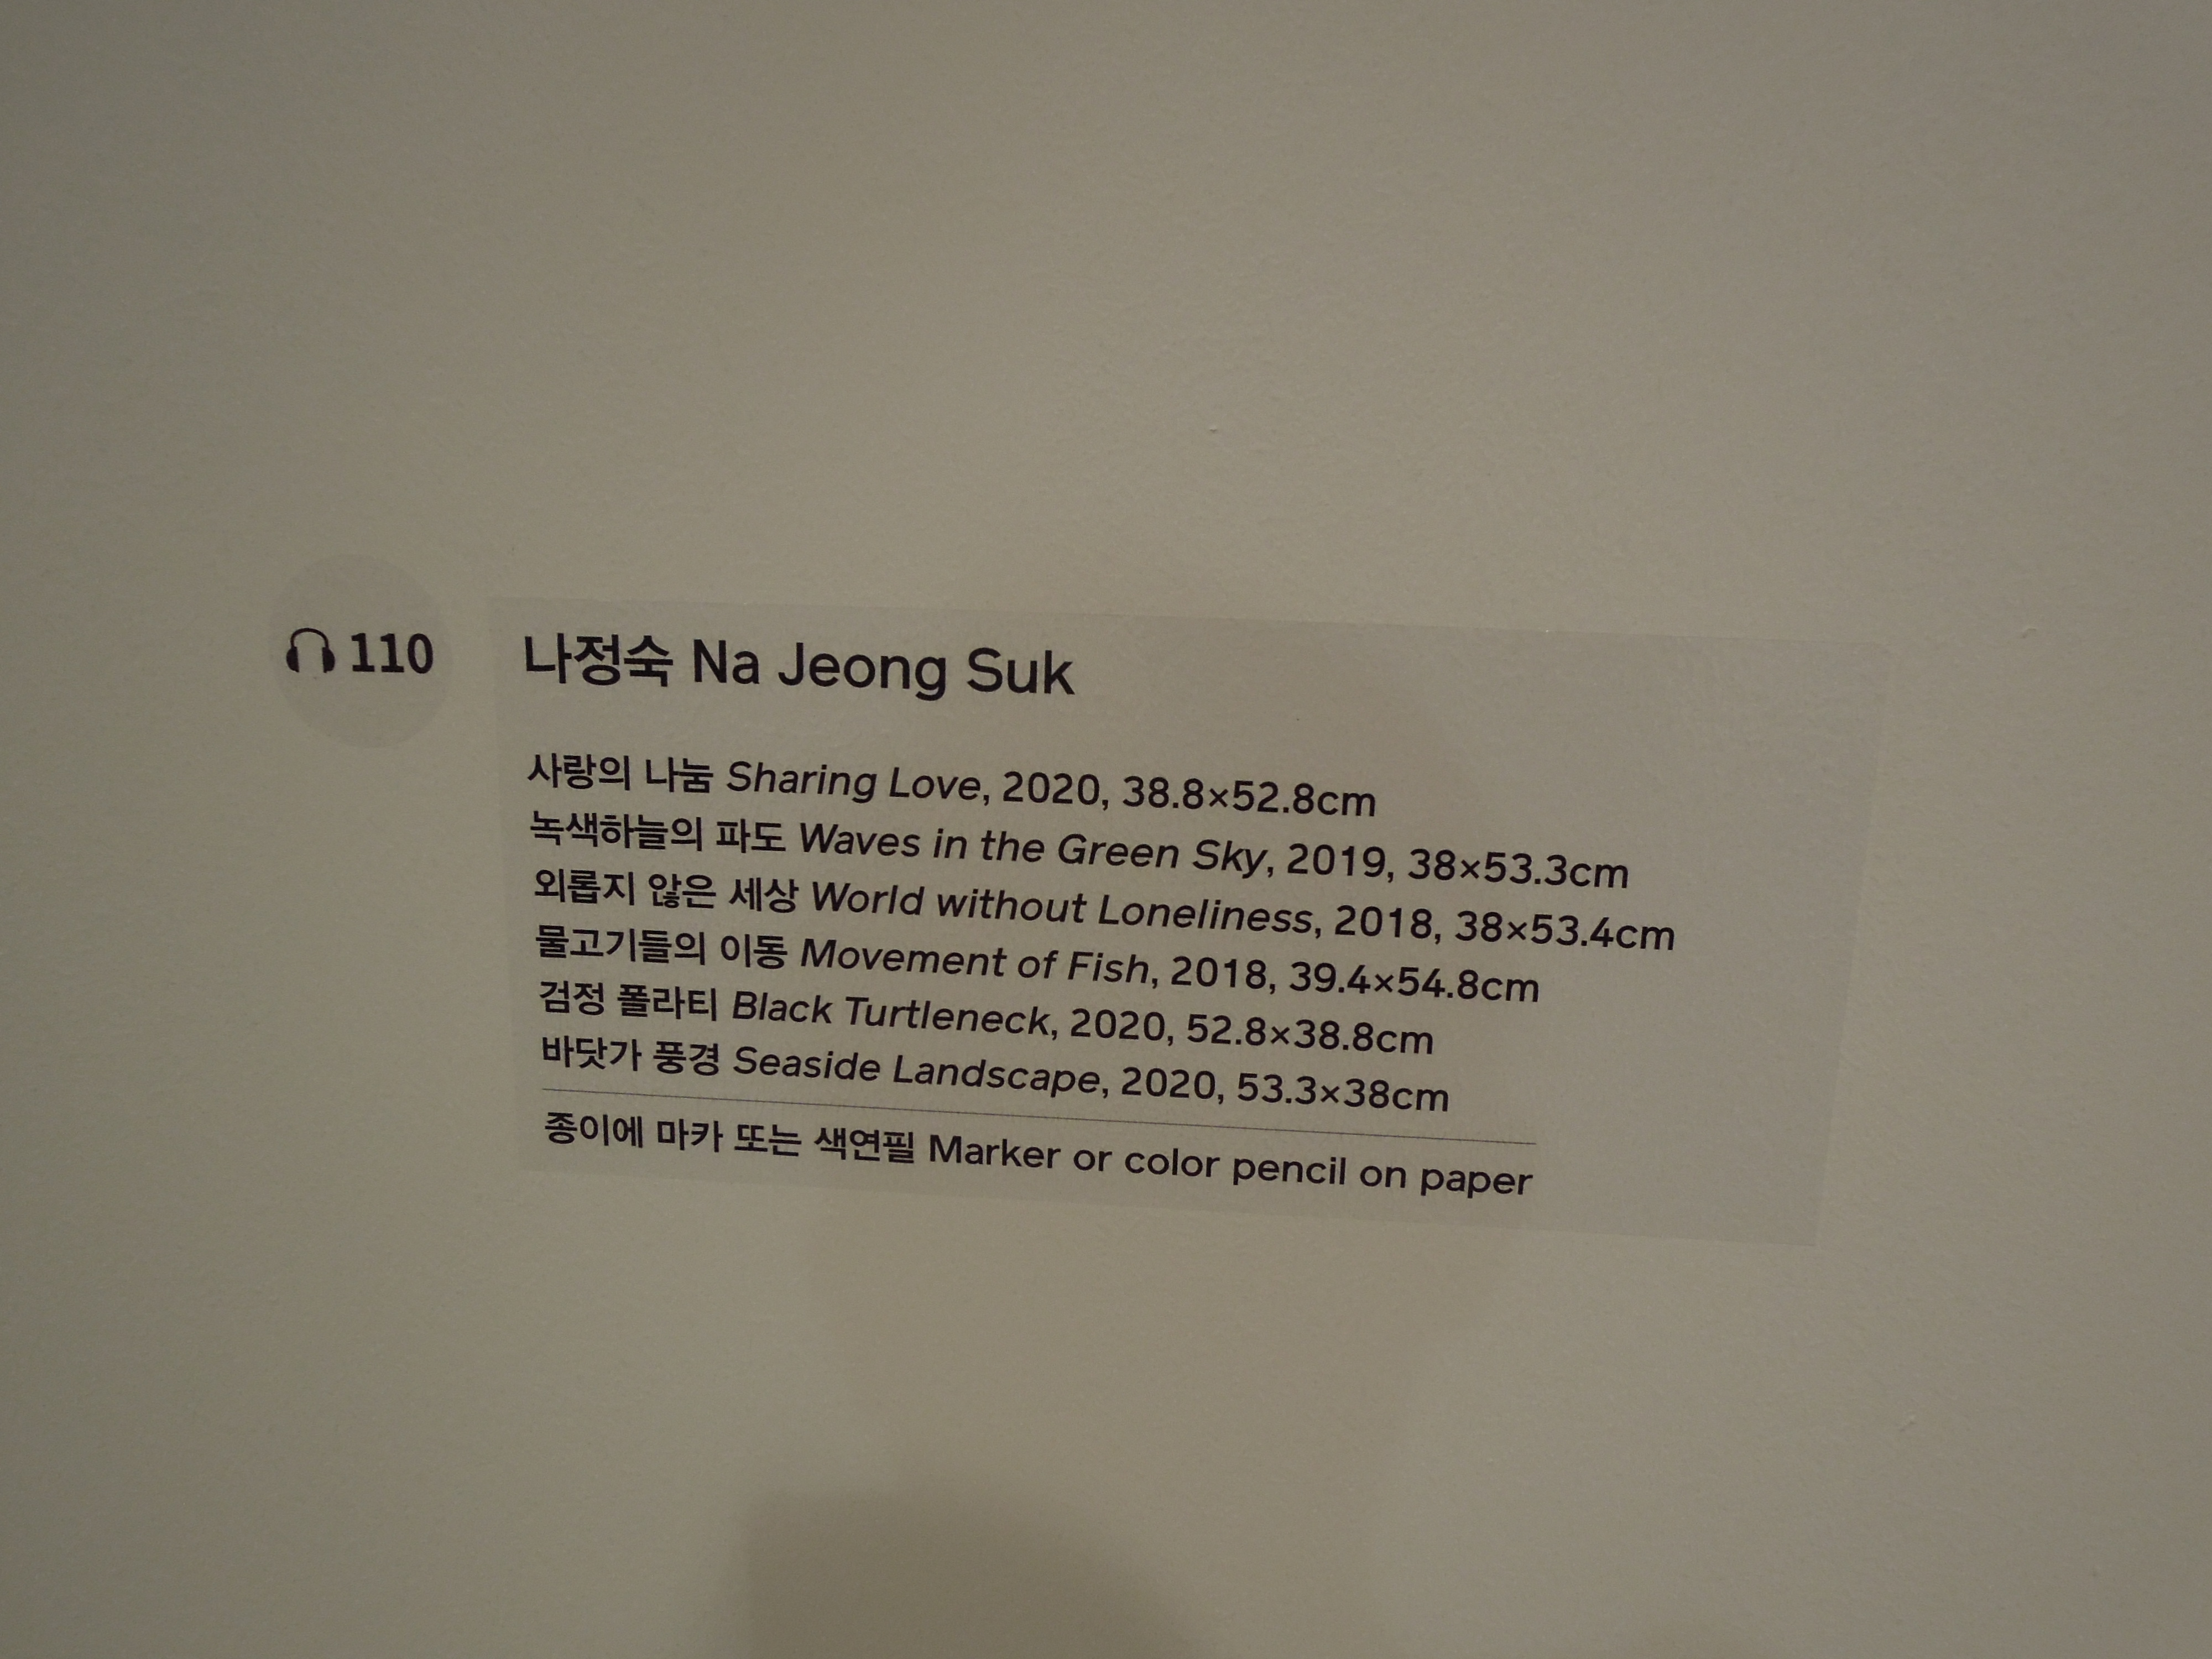 110
나정숙 Na Jeong Suk
사랑의 나눔 Sharing Love, 2020, 38.8×52.8cm
녹색하늘의 파도 Waves in the Green Sky, 2019, 38×53.3cm
외롭지 않은 세상 World without Loneliness, 2018, 38×53.4cm
물고기들의 이동 Movement of Fish, 2018, 39.4×54.8cm
검정 폴라티 Black Turtleneck, 2020, 52.8×38.8cm
바닷가 풍경 Seaside Landscape, 2020, 53.3×38cm
종이에 마카 또는 색연필 Marker or color pencil on paper